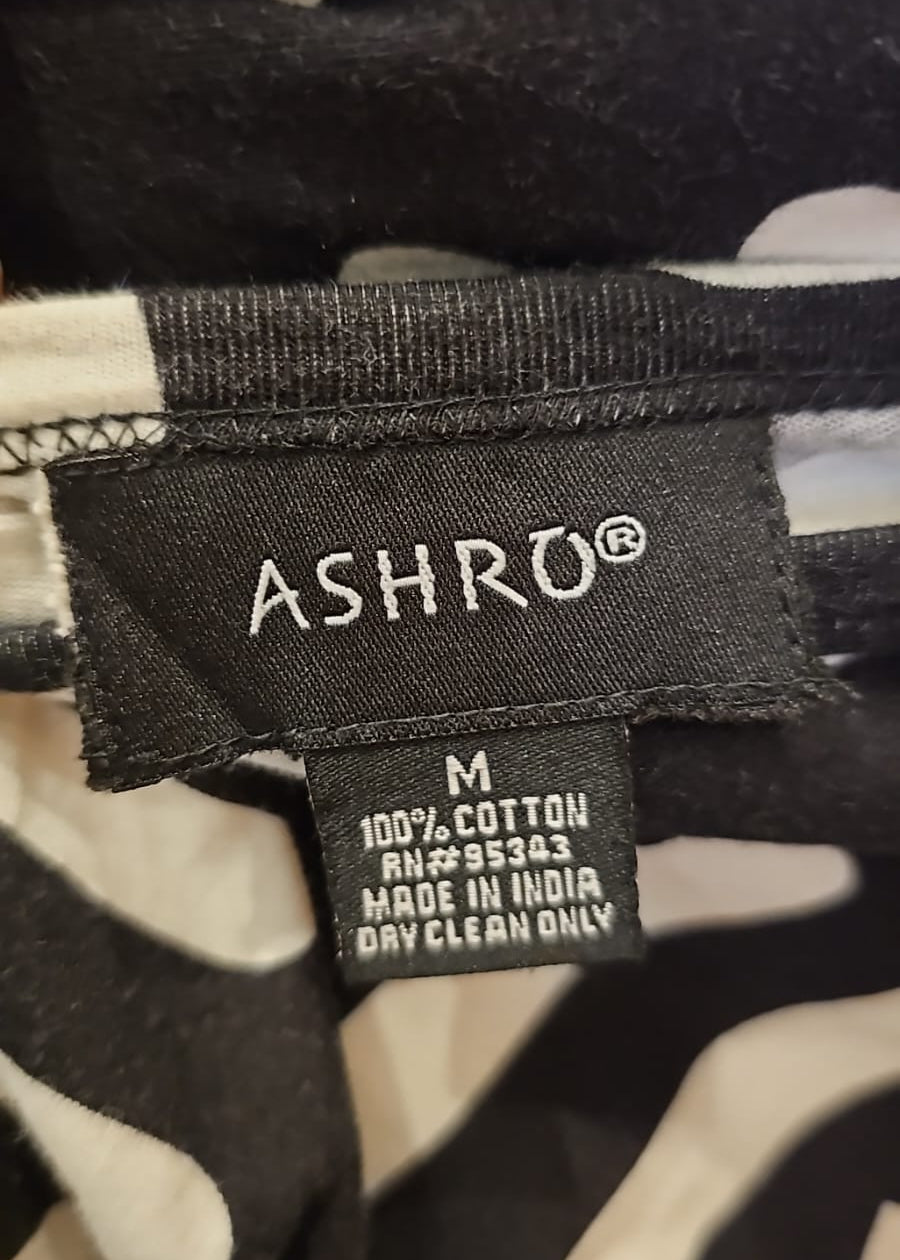 ASHRO®
M
100% COTTON
RN#95343
MADE IN INDIA
DRY CLEAN ONLY